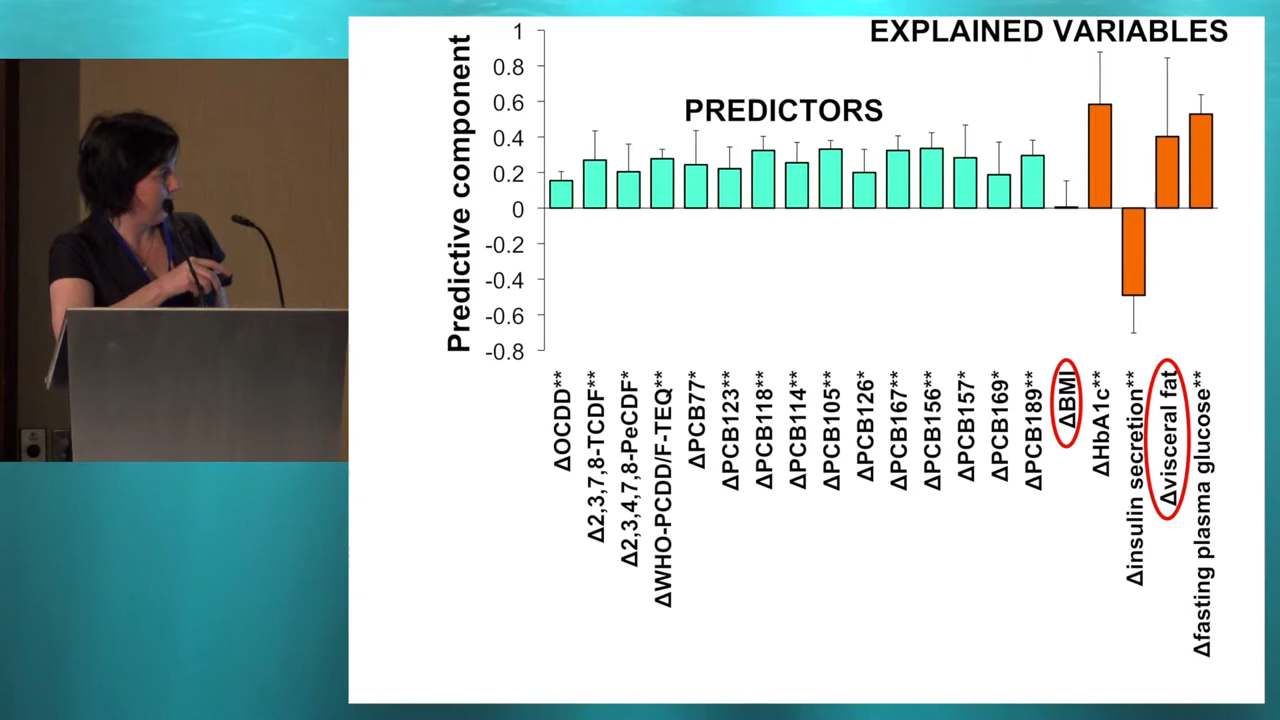 EXPLAINED VARIABLES
PREDICTORS
Predictive component
1
0.8
0.6
0.4
0.2
0
-0.2
-0.4
-0.6
-0.8
ΔOCDD**
Δ2,3,7,8-TCDF**
Δ2,3,4,7,8-PeCDF*
ΔWHO-PCDD/F-TEQ**
ΔPCB77*
ΔPCB123**
ΔPCB118**
ΔPCB114**
ΔPCB105**
ΔPCB126*
ΔPCB167**
ΔPCB156**
ΔPCB157*
ΔPCB169*
ΔPCB189**
ΔBMI
ΔHbA1c**
Δinsulin secretion**
Δvisceral fat
Δfasting plasma glucose**